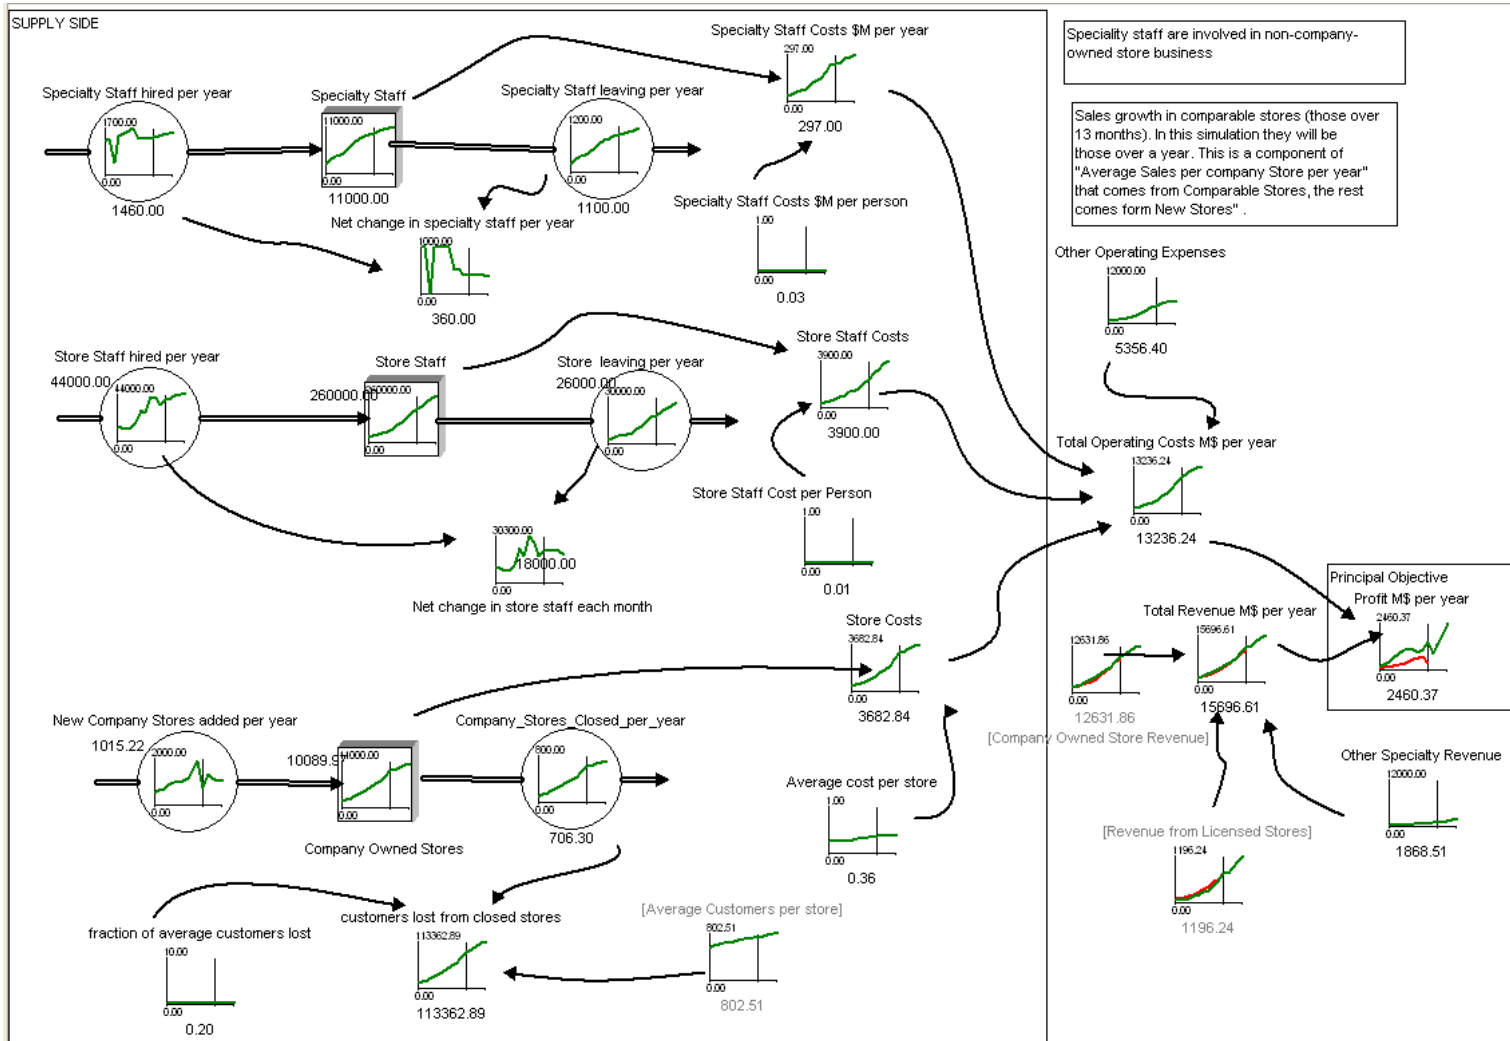 SUPPLY SIDE
Specialty Staff hired per year
1700.00
0.00
1460.00
Specialty Staff
11000.00
0.00
11000.00
Specialty Staff leaving per year
1200.00
0.00
1100.00
Specialty Staff Costs $M per year
297.00
0.00
297.00
Net change in specialty staff per year
1000.00
0.00
360.00
Specialty Staff Costs $M per person
1.00
0.00
0.03
Speciality staff are involved in non-company-
owned store business
Sales growth in comparable stores (those over
13 months). In this simulation they will be
those over a year. This is a component of
"Average Sales per company Store per year"
that comes from Comparable Stores, the rest
comes form New Stores" .
Other Operating Expenses
12000.00
0.00
5356.40
Store Staff hired per year
44000.00
44000.00
0.00
Store Staff
260000.00
260000.00
0.00
Store leaving per year
26000.00
30000.00
0.00
Store Staff Costs
3900.00
0.00
3900.00
Store Staff Cost per Person
1.00
0.00
0.01
30300.00
18000.00
0.00
Net change in store staff each month
Total Operating Costs M$ per year
13236.24
0.00
13236.24
Principal Objective
Profit M$ per year
2460.37
0.00
2460.37
Total Revenue M$ per year
15696.61
0.00
15696.61
12631.86
0.00
12631.86
[Company Owned Store Revenue]
Store Costs
3682.84
0.00
3682.84
New Company Stores added per year
1015.22
2000.00
0.00
10089.97
14000.00
0.00
Company Owned Stores
Company_Stores_Closed_per_year
800.00
0.00
706.30
Average cost per store
1.00
0.00
0.36
Other Specialty Revenue
12000.00
0.00
1868.51
[Revenue from Licensed Stores]
1196.24
0.00
1196.24
fraction of average customers lost
10.00
0.00
0.20
customers lost from closed stores
113362.89
0.00
113362.89
[Average Customers per store]
802.51
0.00
802.51